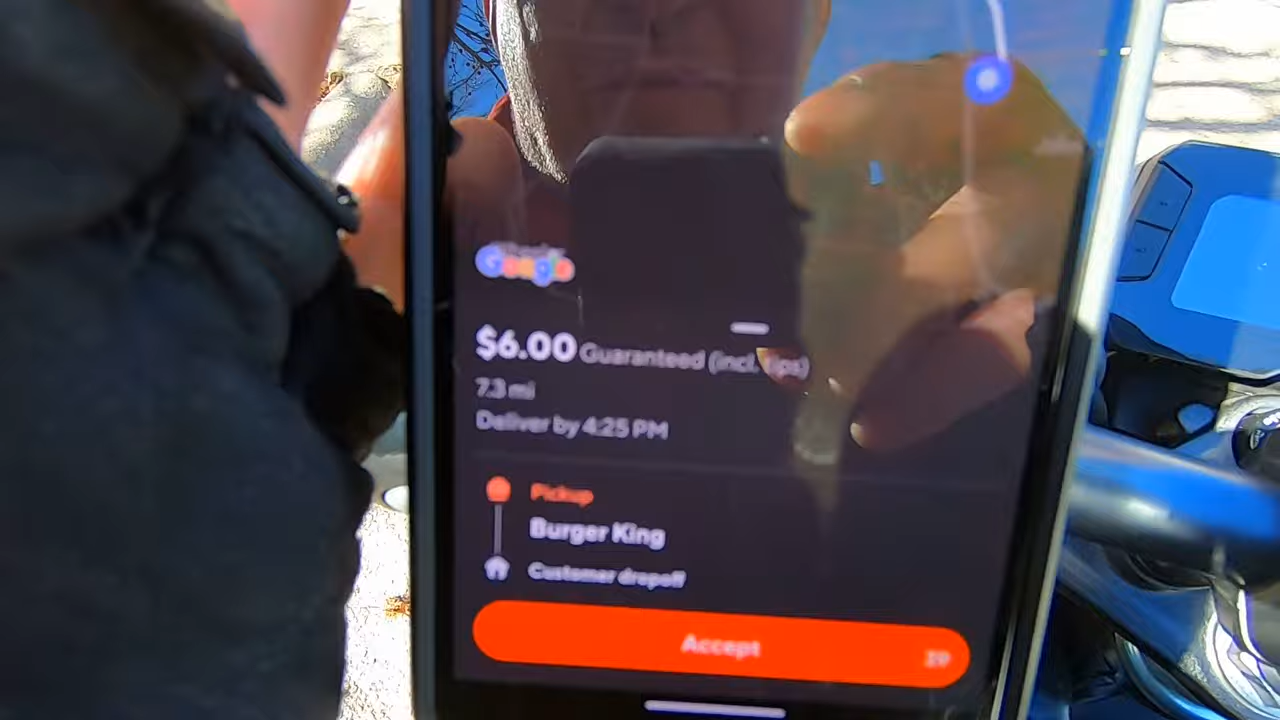 Google
$6.00 Guaranteed (incl. tips)
7.3 mi
Deliver by 4:25 PM
Pickup
Burger King
Customer dropoff
Accept